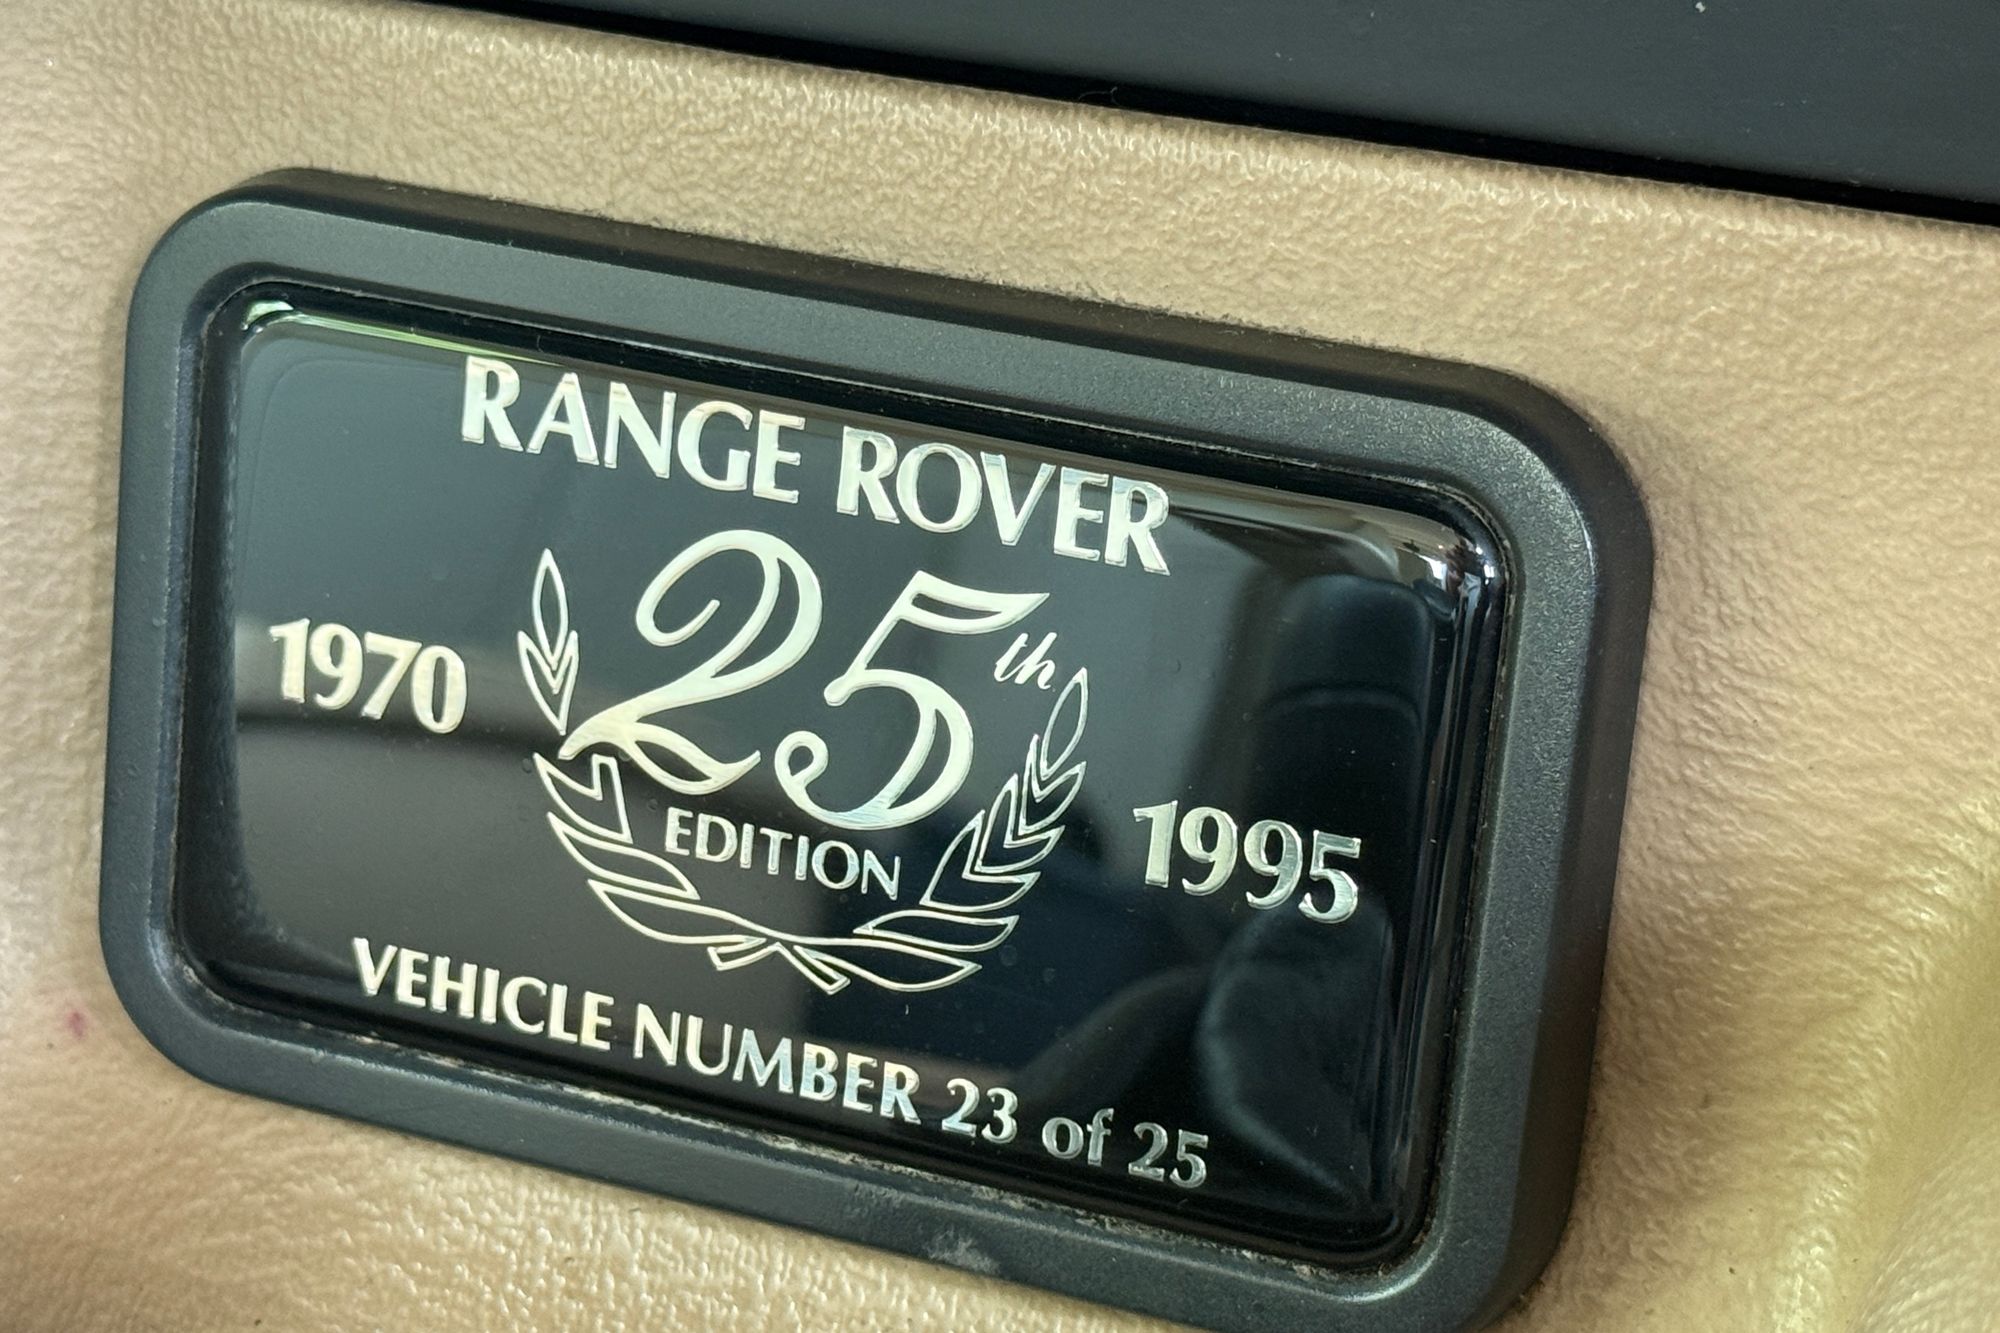 RANGE ROVER
1970 25th 1995
EDITION
VEHICLE NUMBER 23 of 25